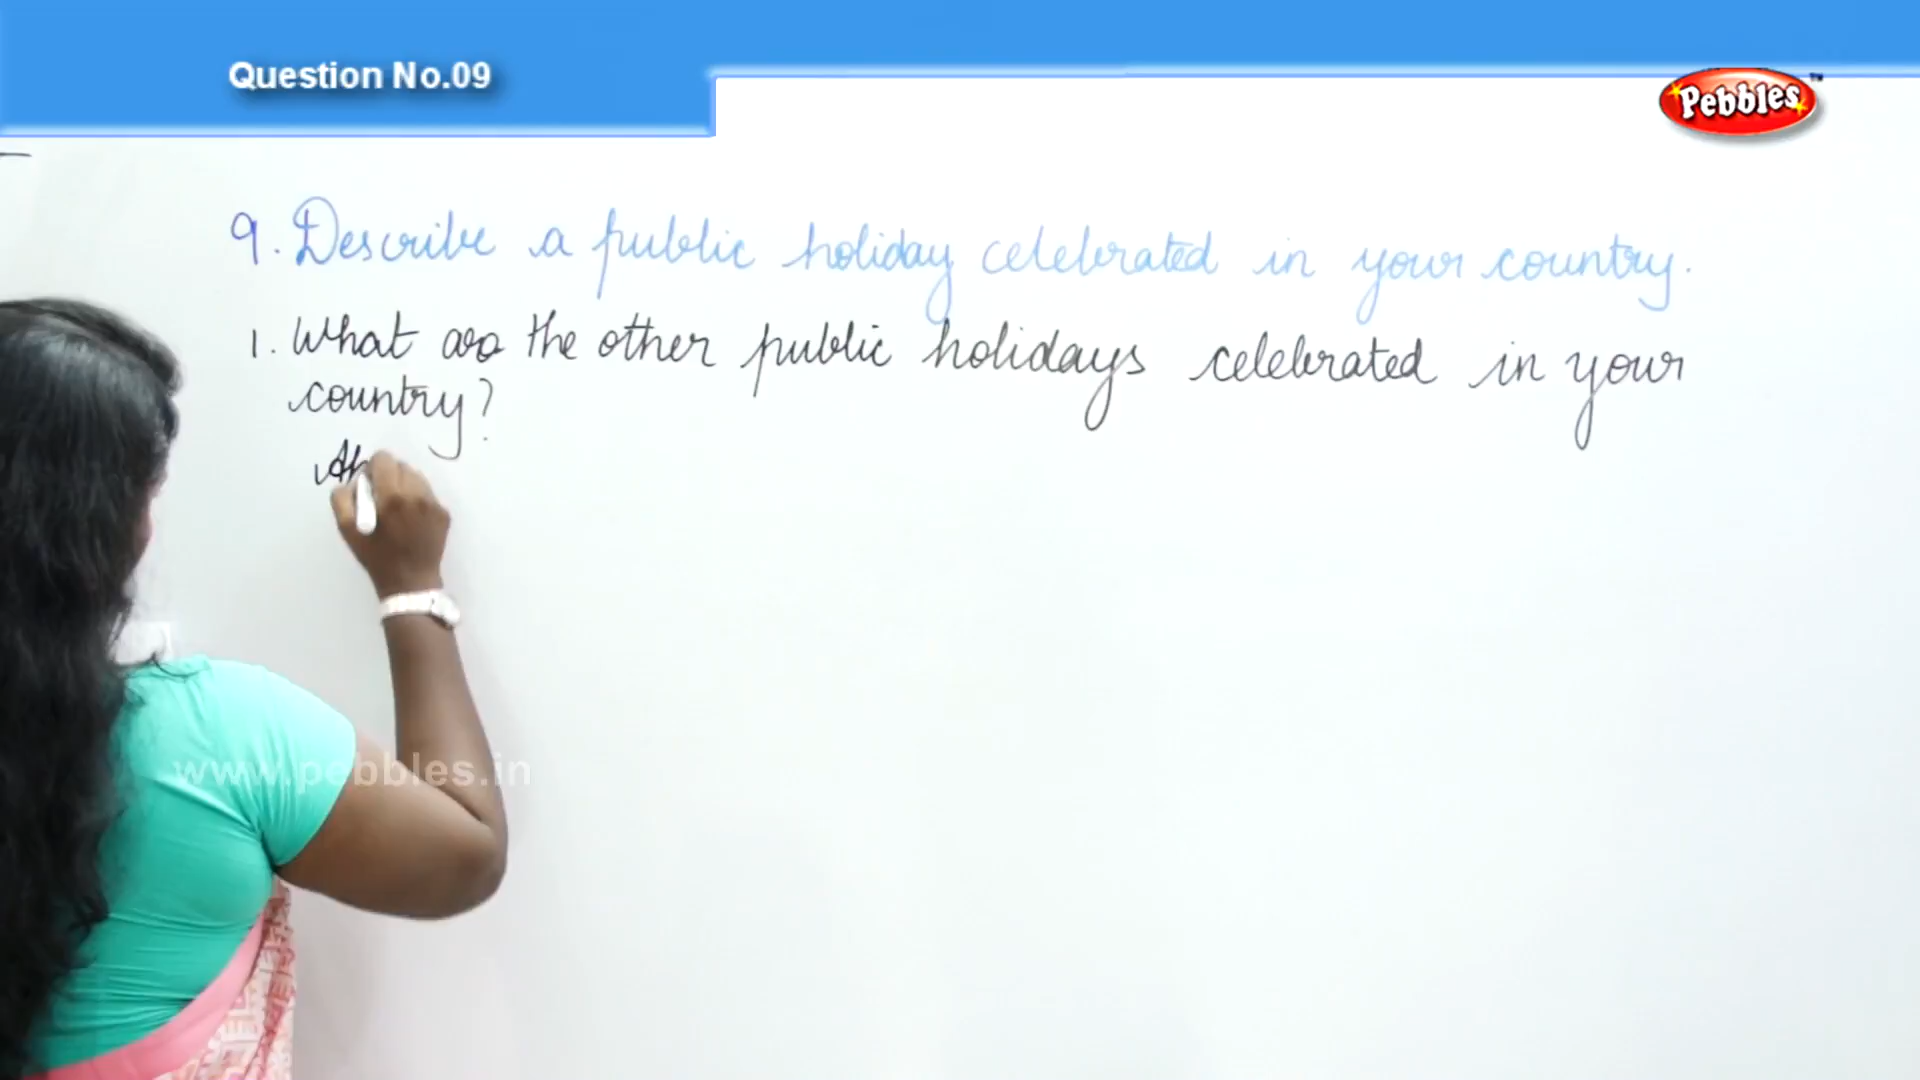 Question No.09
Pebbles™
9. Describe a public holiday celebrated in your country.
1. What are the other public holidays celebrated in your
country?
www.pebbles.in